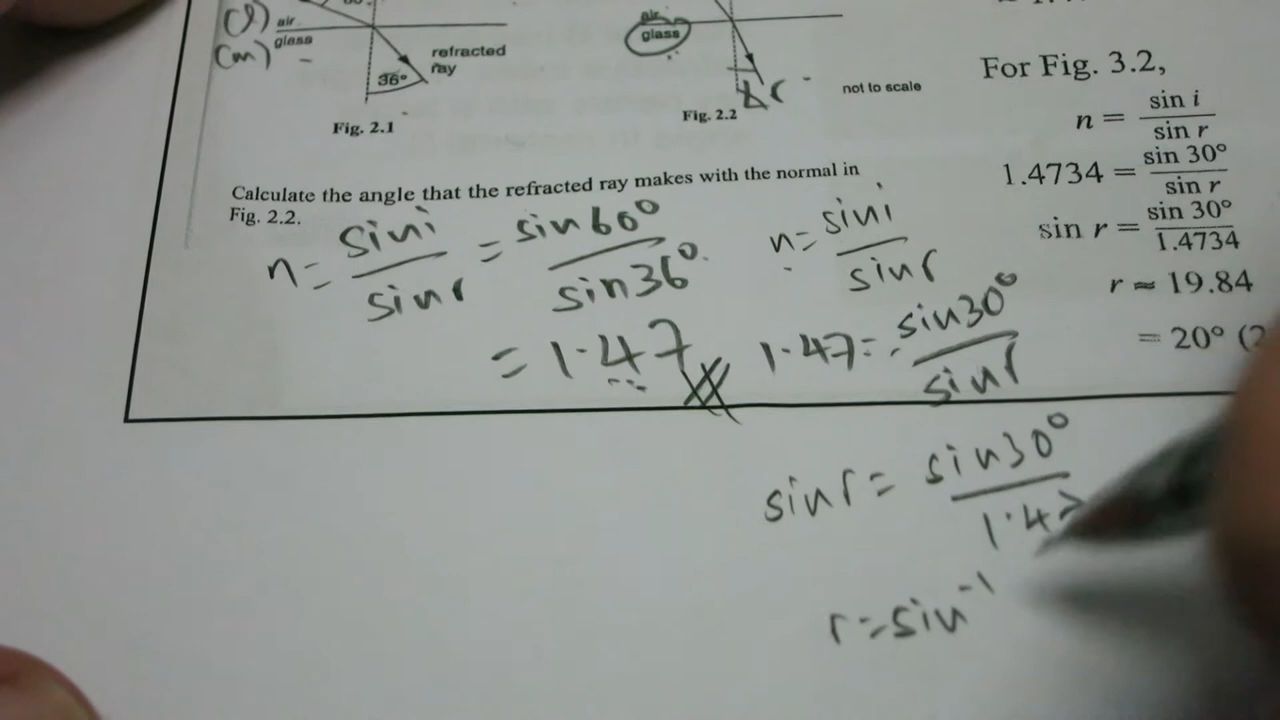 (l) air
glass
(m)
refracted
ray
36°
Fig. 2.1
air
glass
r
not to scale
Fig. 2.2
Calculate the angle that the refracted ray makes with the normal in
Fig. 2.2.
n = sin i / sin r = sin 60° / sin 36°
= 1.47
n = sin i / sin r
1.47 = sin 30° / sin r
sin r = sin 30° / 1.47
r = sin⁻¹
For Fig. 3.2,
n = sin i / sin r
1.4734 = sin 30° / sin r
sin r = sin 30° / 1.4734
r ≈ 19.84
= 20° (2